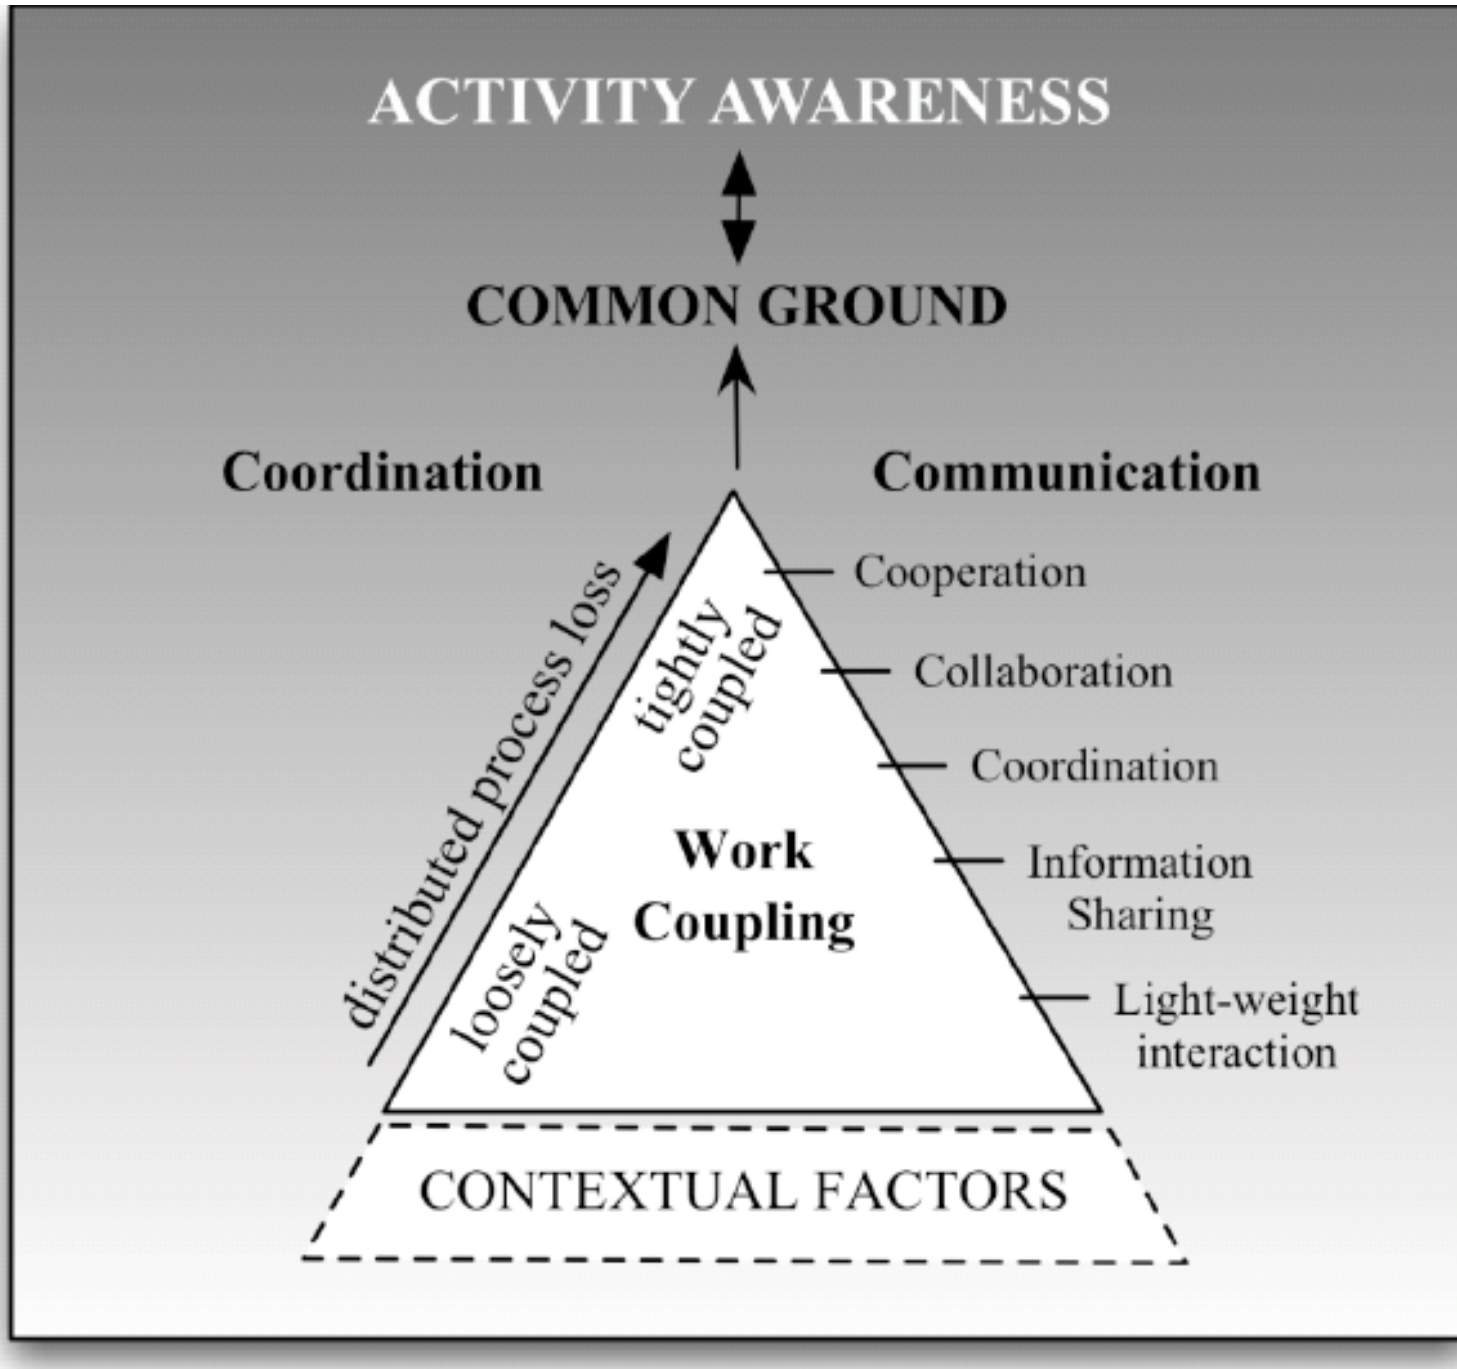 ACTIVITY AWARENESS
COMMON GROUND
Coordination
Communication
distributed process loss
tightly
coupled
Cooperation
Collaboration
Coordination
Work
Coupling
Information
Sharing
loosely
coupled
Light-weight
interaction
CONTEXTUAL FACTORS